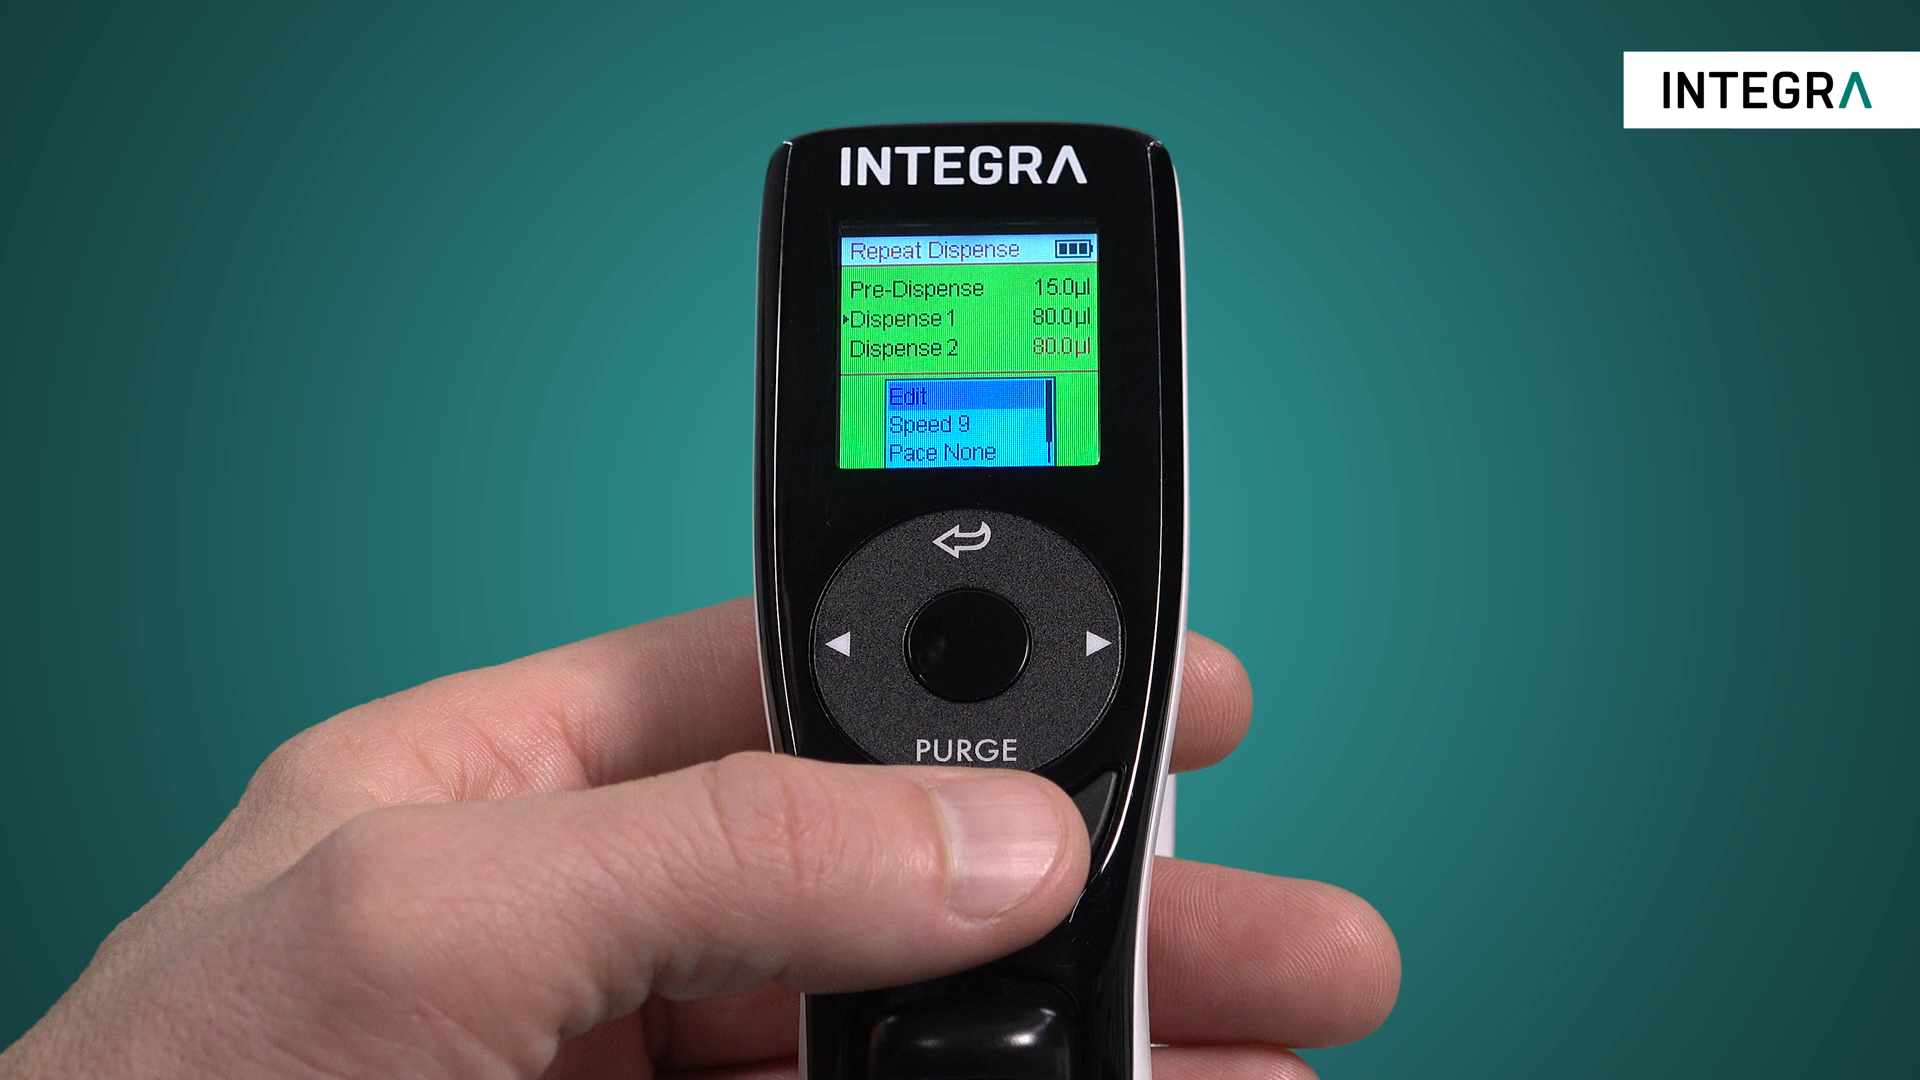 INTEGRA
INTEGRA
Repeat Dispense
Pre-Dispense 15.0µl
Dispense 1 80.0µl
Dispense 2 80.0µl
Edit
Speed 9
Pace None
PURGE